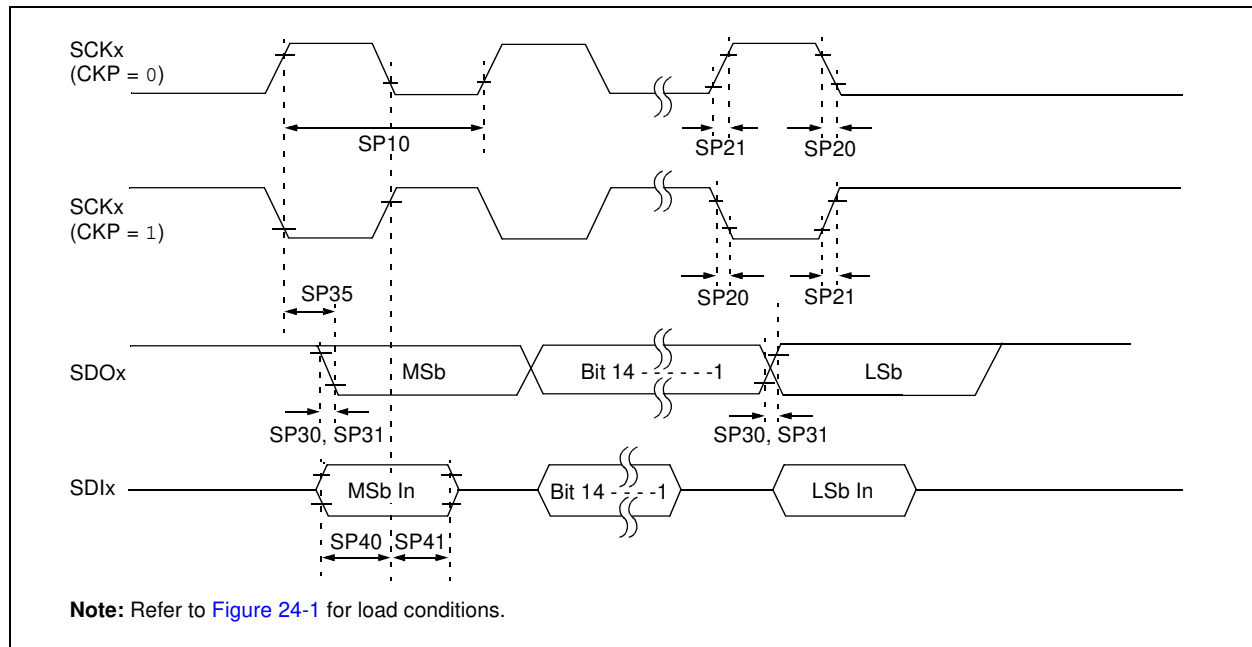 SCKx
(CKP = 0)
SP10
SP21
SP20
SCKx
(CKP = 1)
SP35
SP20
SP21
SDOx
MSb
Bit 14 - - - - - -1
LSb
SP30, SP31
SP30, SP31
SDIx
MSb In
Bit 14 - - - -1
LSb In
SP40
SP41
Note: Refer to Figure 24-1 for load conditions.